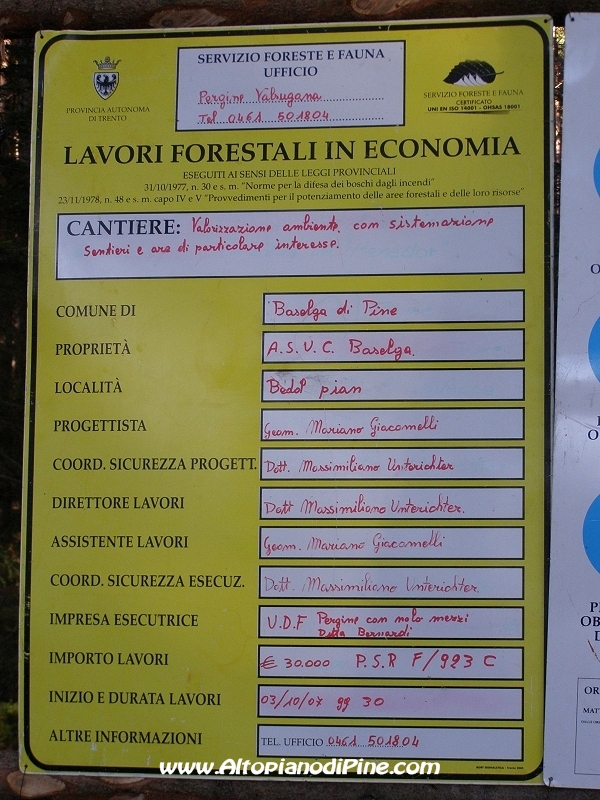 SERVIZIO FORESTE E FAUNA
UFFICIO
Pergine Valsugana
Tel 0461 501804
PROVINCIA AUTONOMA
DI TRENTO
SERVIZIO FORESTE E FAUNA
CERTIFICATO
UNI EN ISO 14001 - OHSAS 18001
LAVORI FORESTALI IN ECONOMIA
ESEGUITI AI SENSI DELLE LEGGI PROVINCIALI
31/10/1977, n. 30 e s. m. "Norme per la difesa dei boschi dagli incendi"
23/11/1978, n. 48 e s. m. capo IV e V "Provvedimenti per il potenziamento delle aree forestali e delle loro risorse"
CANTIERE: Valorizzazione ambiente. con sistemazione
Sentieri e are di particolare interesse.
COMUNE DI Baselga di Pine
PROPRIETÀ A.S.U.C. Baselga.
LOCALITÀ Bedol pian
PROGETTISTA Geom. Mariano Giacomelli
COORD. SICUREZZA PROGETT. Dott. Massimiliano Unterichter
DIRETTORE LAVORI Dott Massimiliano Unterichter.
ASSISTENTE LAVORI Geom. Mariano Giacomelli
COORD. SICUREZZA ESECUZ. Dott. Massimiliano Unterichter.
IMPRESA ESECUTRICE U.D.F Pergine con nolo mezzi
Ditta Bernardi
IMPORTO LAVORI € 30.000 P.S.R F/923 C
INIZIO E DURATA LAVORI 03/10/07 gg 30
ALTRE INFORMAZIONI TEL. UFFICIO 0461 501804
www.AltopianodiPine.com